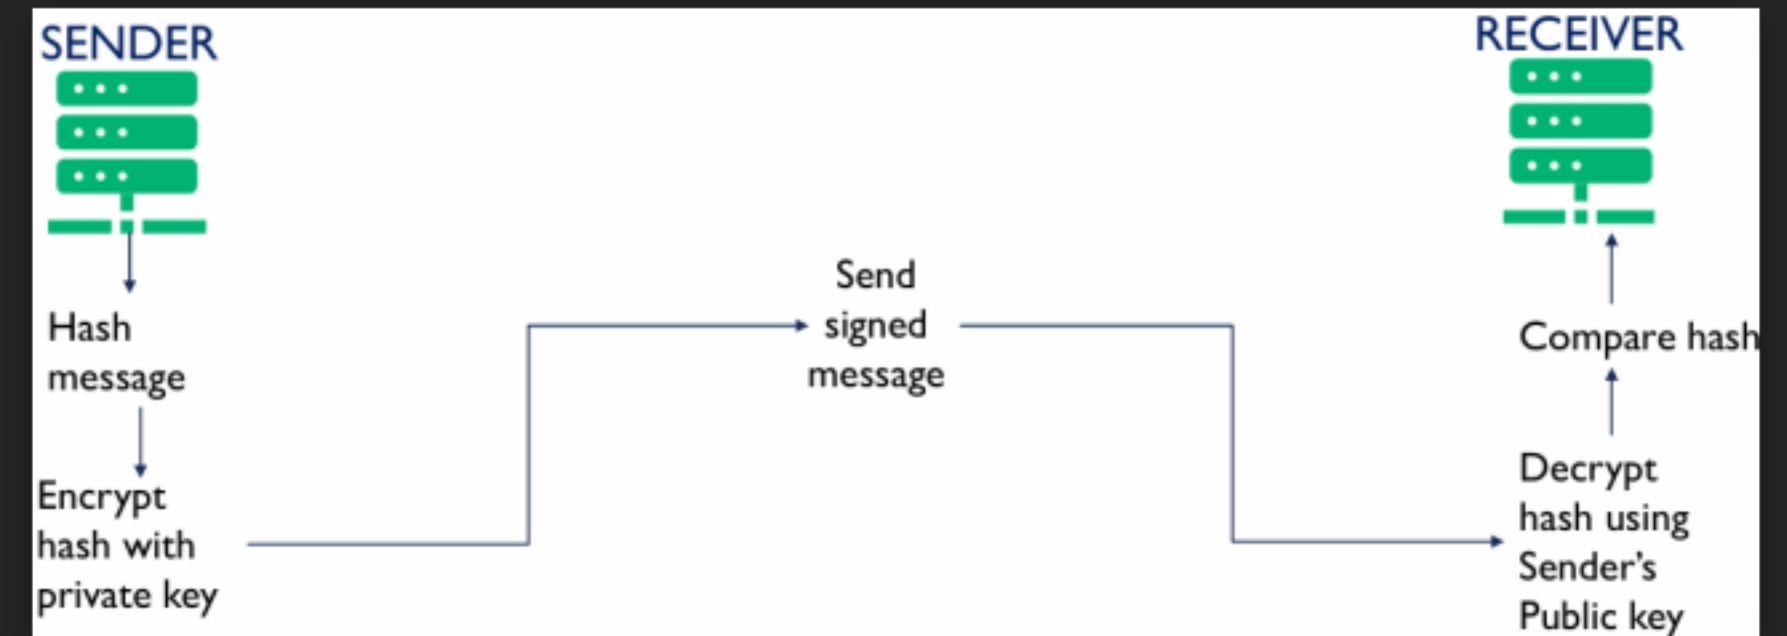 SENDER
RECEIVER
Hash
message
Encrypt
hash with
private key
Send
signed
message
Compare hash
Decrypt
hash using
Sender's
Public key